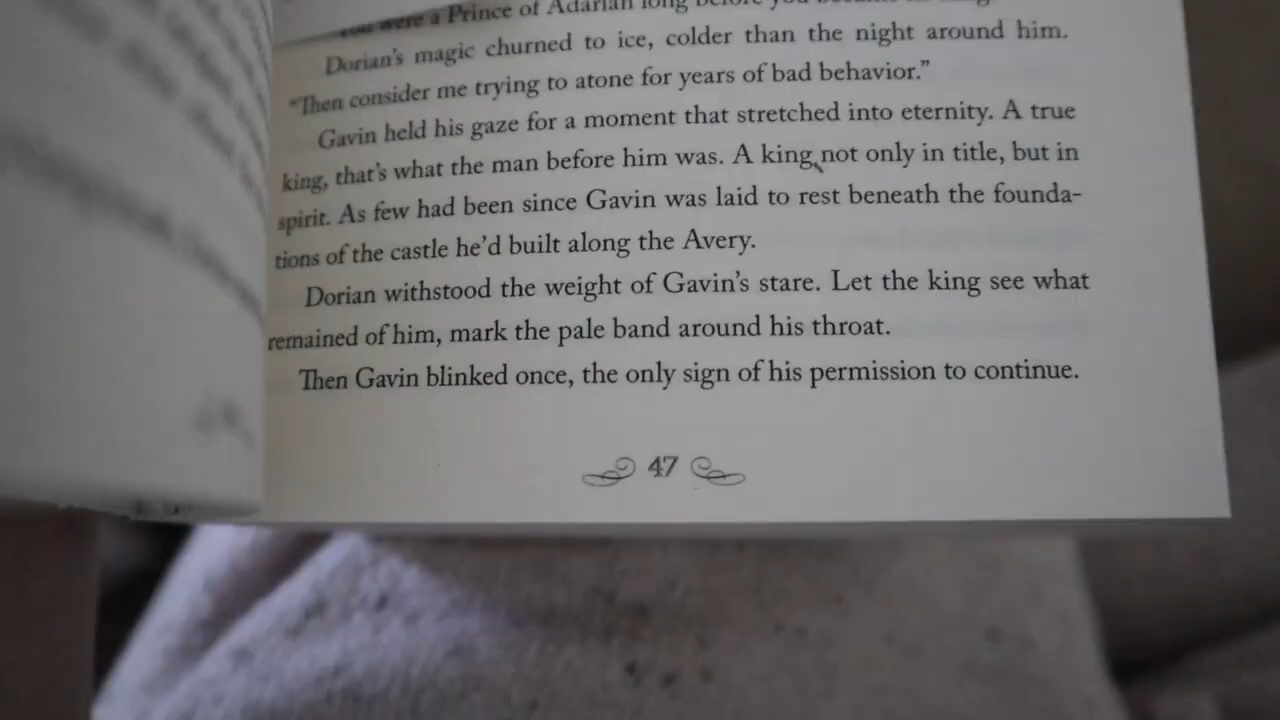 were a Prince of Adarlan long before you
Dorian's magic churned to ice, colder than the night around him.
“Then consider me trying to atone for years of bad behavior.”
Gavin held his gaze for a moment that stretched into eternity. A true
king, that's what the man before him was. A king not only in title, but in
spirit. As few had been since Gavin was laid to rest beneath the founda-
tions of the castle he'd built along the Avery.
Dorian withstood the weight of Gavin's stare. Let the king see what
remained of him, mark the pale band around his throat.
Then Gavin blinked once, the only sign of his permission to continue.
47